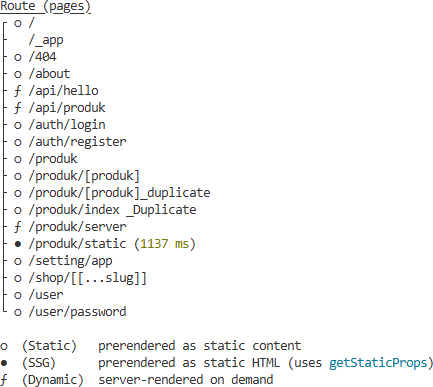 Route (pages)
┌ ○ /
  /_app
├ ○ /404
├ ○ /about
├ ƒ /api/hello
├ ƒ /api/produk
├ ○ /auth/login
├ ○ /auth/register
├ ○ /produk
├ ○ /produk/[produk]
├ ○ /produk/[produk]_duplicate
├ ○ /produk/index _Duplicate
├ ƒ /produk/server
├ ● /produk/static (1137 ms)
├ ○ /setting/app
├ ○ /shop/[[...slug]]
├ ○ /user
└ ○ /user/password
○ (Static) prerendered as static content
● (SSG) prerendered as static HTML (uses getStaticProps)
ƒ (Dynamic) server-rendered on demand